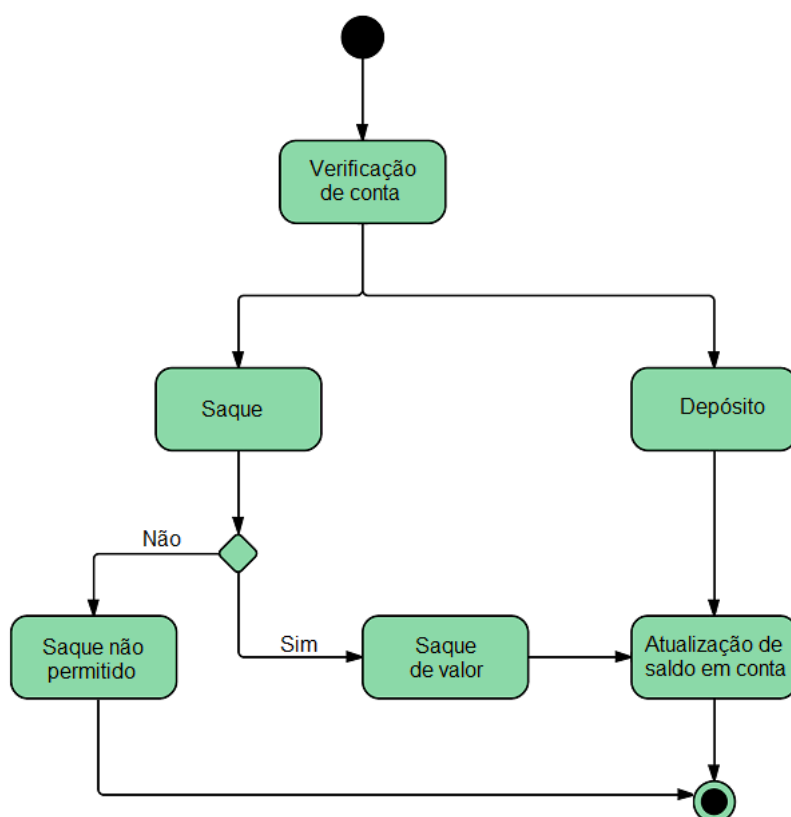 Verificação
de conta
Saque
Depósito
Não
Sim
Saque não
permitido
Saque
de valor
Atualização de
saldo em conta